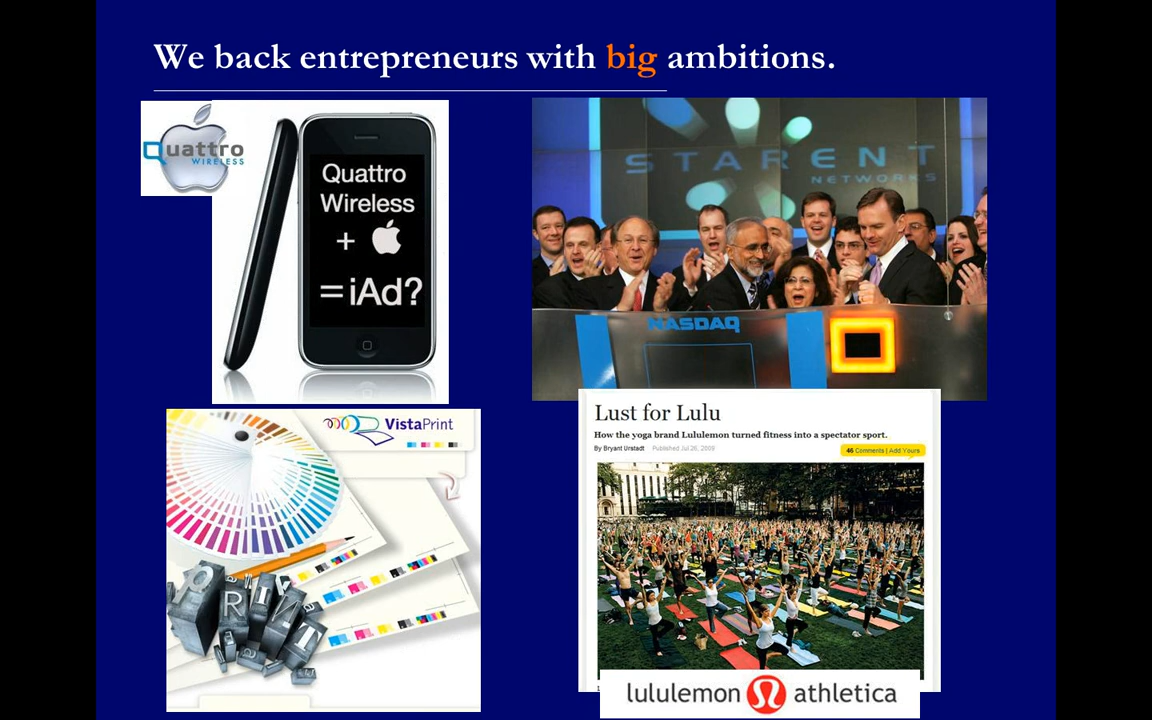 We back entrepreneurs with big ambitions.
Quattro
WIRELESS
Quattro
Wireless
+
= iAd?
STARENT
NETWORKS
NASDAQ
VistaPrint
PRINT
Lust for Lulu
How the yoga brand Lululemon turned fitness into a spectator sport.
By Bryant Urstadt Published Jul 26, 2009
46 Comments | Add Yours
lululemon athletica